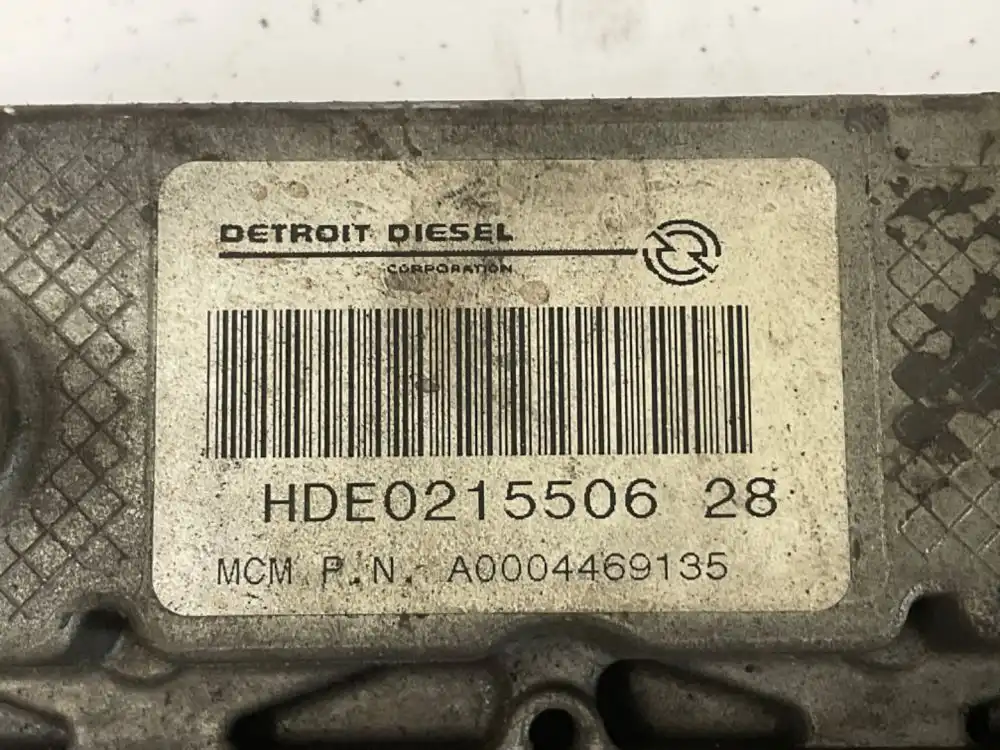 DETROIT DIESEL
CORPORATION
HDE0215506 28
MCM P.N. A0004469135